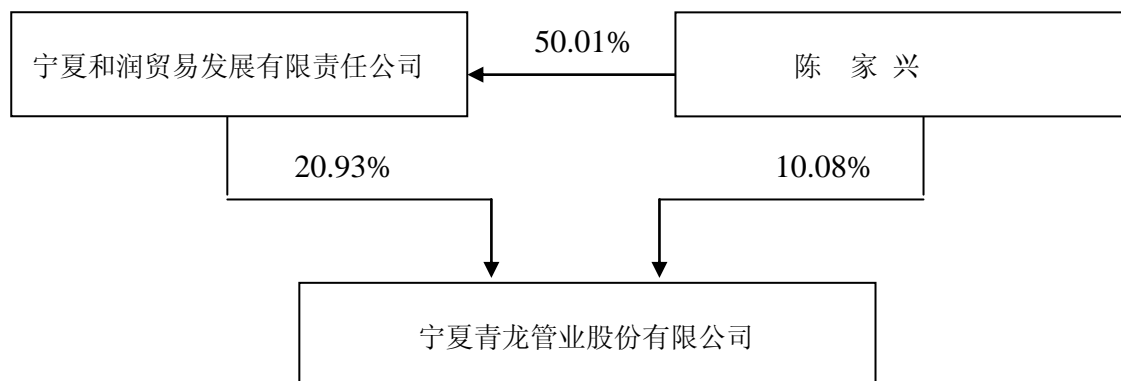 50.01%
宁夏和润贸易发展有限责任公司
陈 家 兴
20.93%
10.08%
宁夏青龙管业股份有限公司